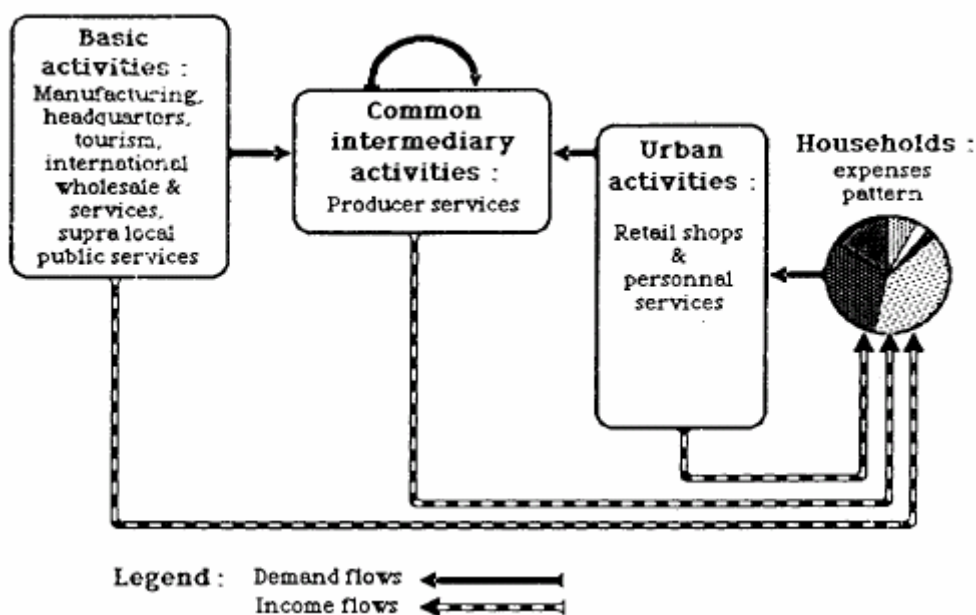 Basic
activities :
Manufacturing,
headquarters,
tourism,
international
wholesale &
services,
supra local
public services
Common
intermediary
activities :
Producer services
Urban
activities :
Retail shops
&
personnal
services
Households :
expenses
pattern
Legend : Demand flows
Income flows